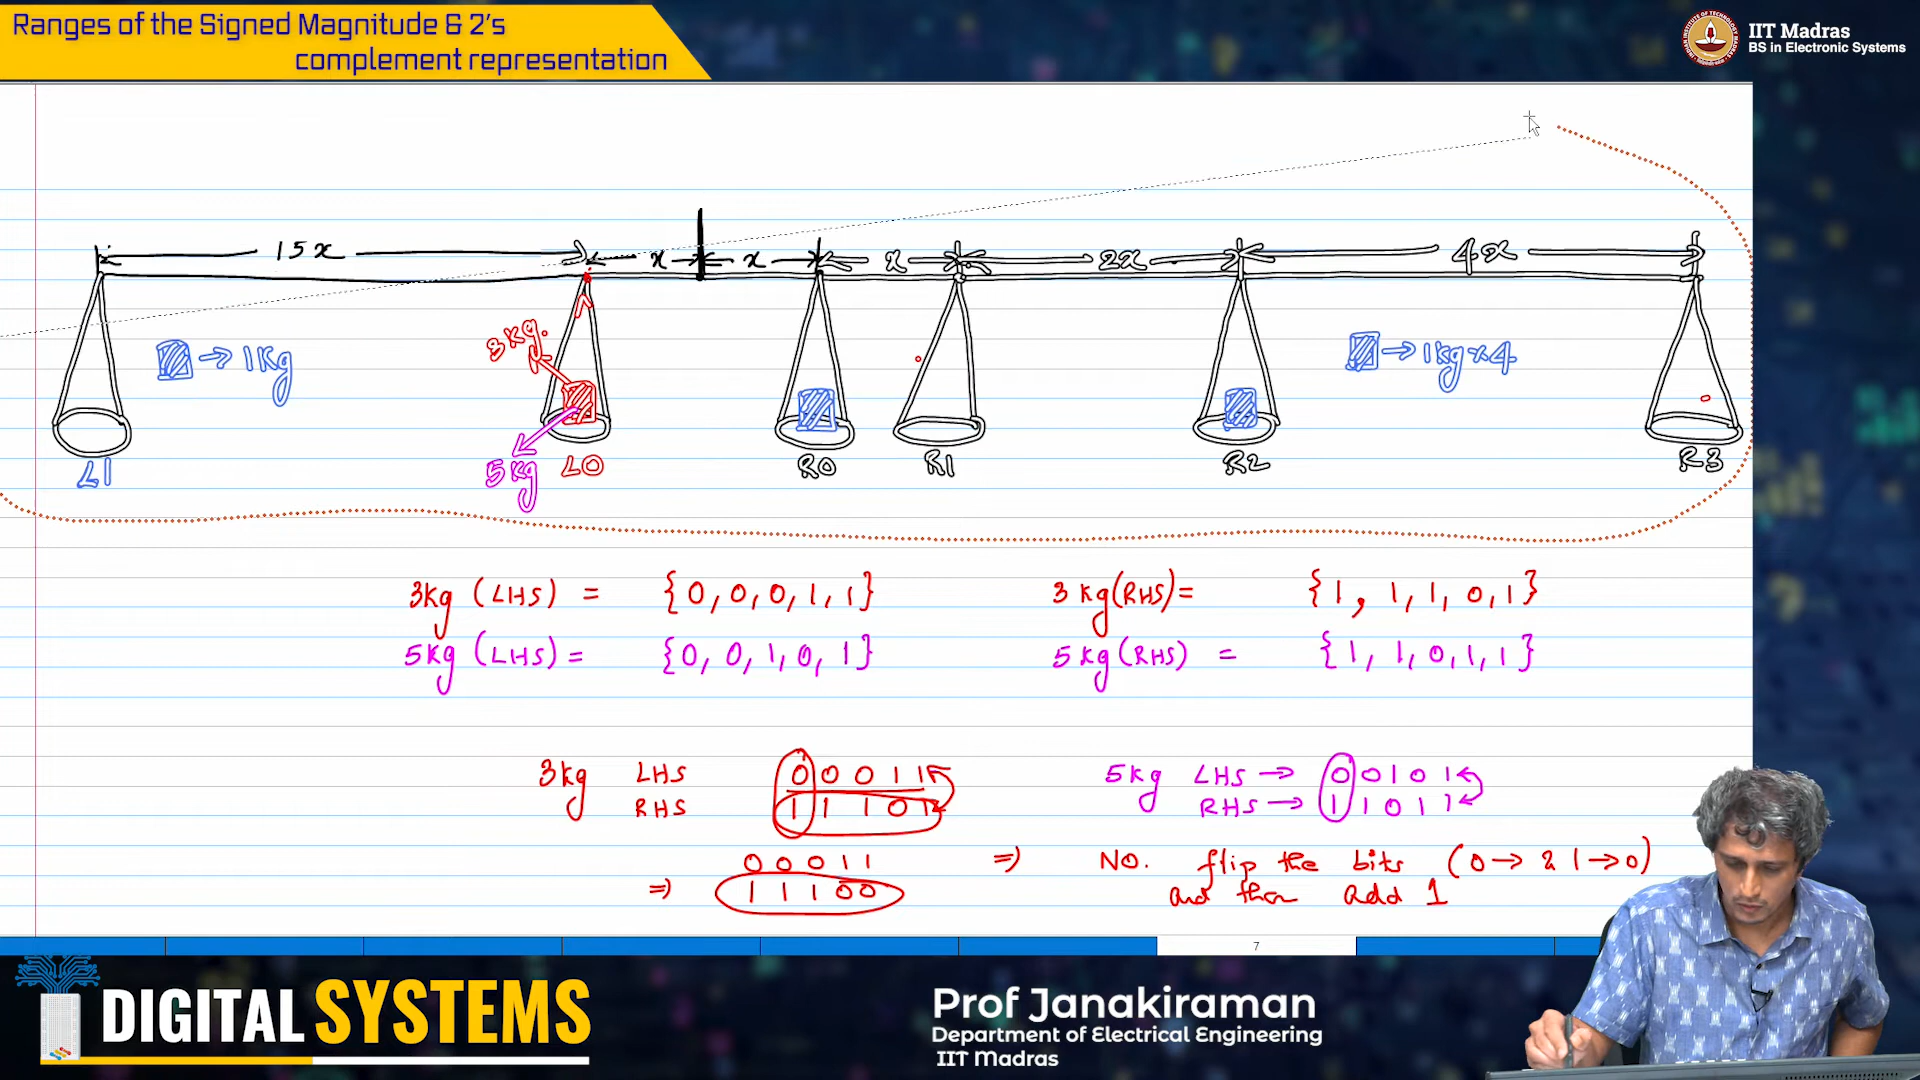 Ranges of the Signed Magnitude & 2's
complement representation
IIT Madras
BS in Electronic Systems
15x
x
x
x
2x
4x
→ 1Kg
3kg.
→ 1kg×4
5kg
L1
L0
R0
R1
R2
R3
3kg (LHS) = {0, 0, 0, 1, 1}
3 kg(RHS)= {1, 1, 1, 0, 1}
5kg (LHS) = {0, 0, 1, 0, 1}
5kg(RHS) = {1, 1, 0, 1, 1}
3kg LHS 0 0 0 1 1
RHS 1 1 1 0 1
5kg LHS → 0 0 1 0 1
RHS → 1 1 0 1 1
0 0 0 1 1
⇒ 1 1 1 0 0
⇒ NO. flip the bits (0→ & 1→0)
and then add 1
7
DIGITAL SYSTEMS
Prof Janakiraman
Department of Electrical Engineering
IIT Madras